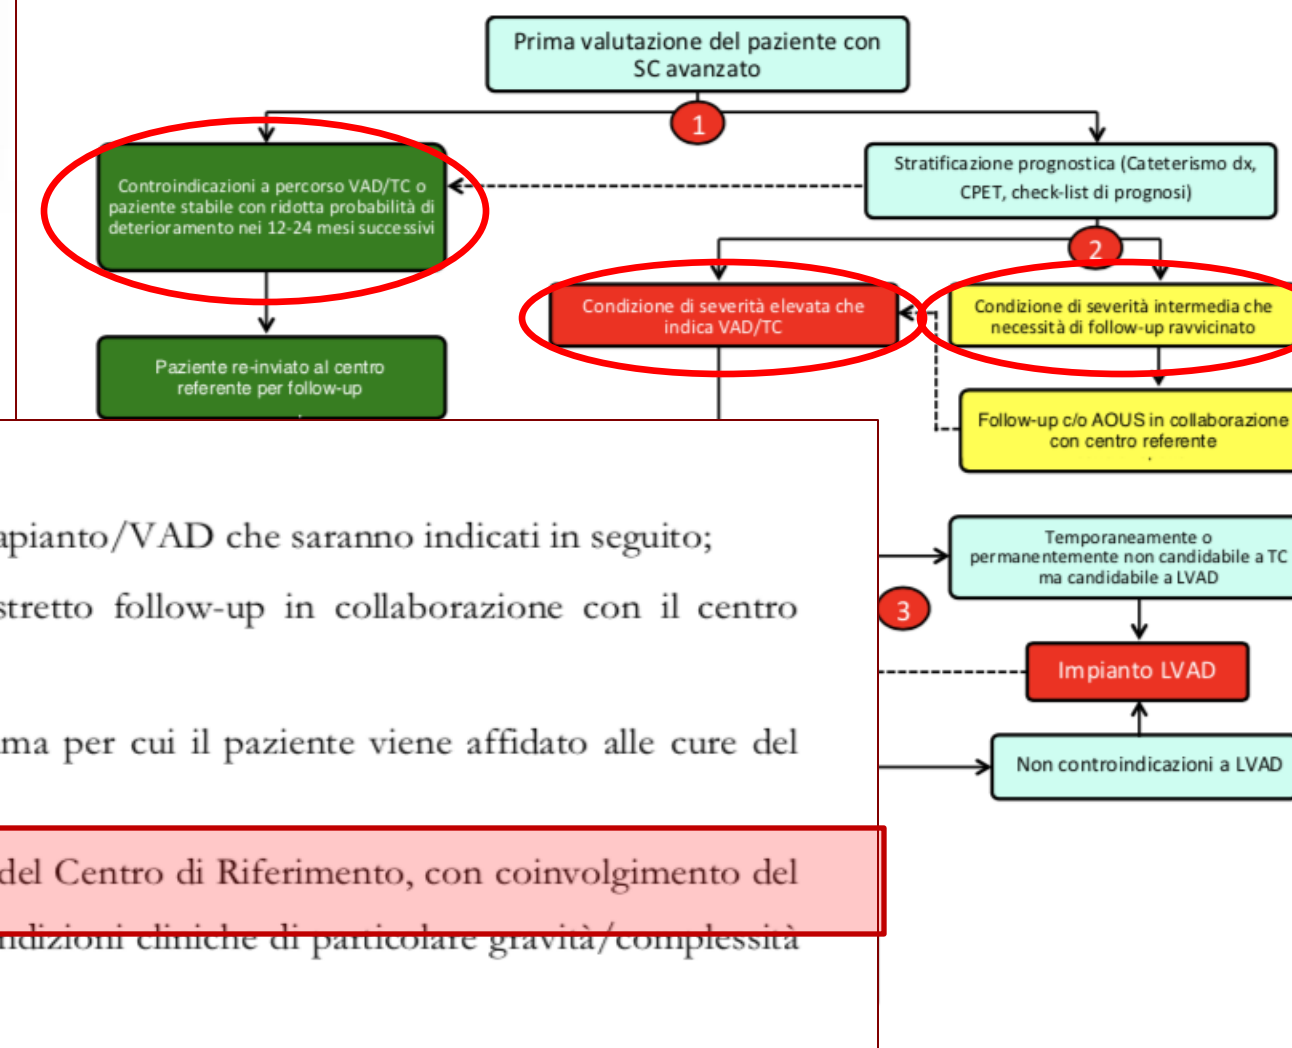 Prima valutazione del paziente con
SC avanzato
1
Controindicazioni a percorso VAD/TC o
paziente stabile con ridotta probabilità di
deterioramento nei 12-24 mesi successivi
Stratificazione prognostica (Cateterismo dx,
CPET, check-list di prognosi)
2
Condizione di severità elevata che
indica VAD/TC
Condizione di severità intermedia che
necessità di follow-up ravvicinato
Paziente re-inviato al centro
referente per follow-up
Follow-up c/o AOUS in collaborazione
con centro referente
apianto/VAD che saranno indicati in seguito;
stretto follow-up in collaborazione con il centro
ma per cui il paziente viene affidato alle cure del
del Centro di Riferimento, con coinvolgimento del
ndizioni cliniche di particolare gravità/complessità
Temporaneamente o
permanentemente non candidabile a TC
ma candidabile a LVAD
3
Impianto LVAD
Non controindicazioni a LVAD